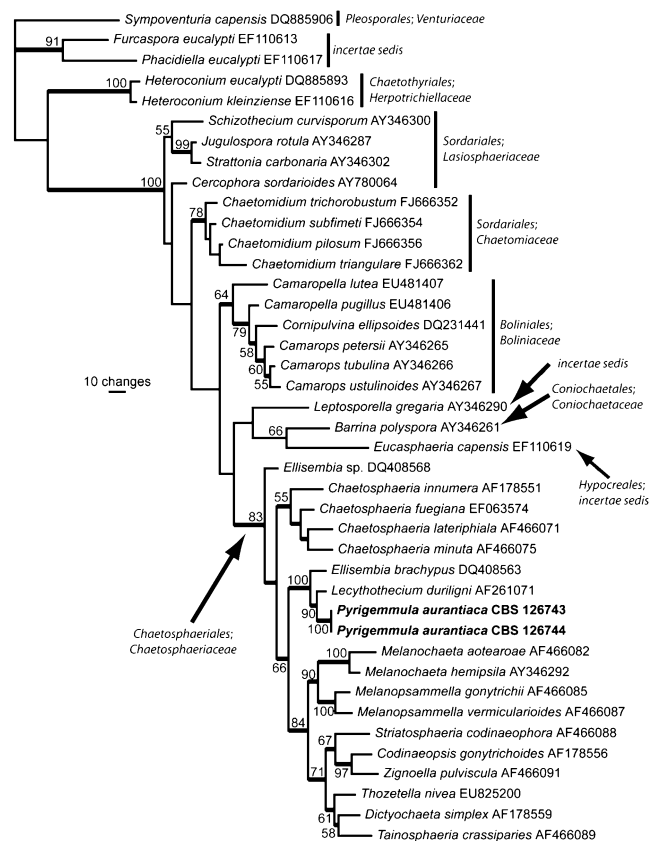 Sympoventuria capensis DQ885906
Pleosporales; Venturiaceae
91
Furcaspora eucalypti EF110613
Phacidiella eucalypti EF110617
incertae sedis
100
Heteroconium eucalypti DQ885893
Heteroconium kleinziense EF110616
Chaetothyriales;
Herpotrichiellaceae
55
Schizothecium curvisporum AY346300
99
Jugulospora rotula AY346287
Strattonia carbonaria AY346302
Sordariales;
Lasiosphaeriaceae
100
Cercophora sordarioides AY780064
78
Chaetomidium trichorobustum FJ666352
Chaetomidium subfimeti FJ666354
Chaetomidium pilosum FJ666356
Chaetomidium triangulare FJ666362
Sordariales;
Chaetomiaceae
64
Camaropella lutea EU481407
Camaropella pugillus EU481406
79
Cornipulvina ellipsoides DQ231441
58
Camarops petersii AY346265
60
Camarops tubulina AY346266
55
Camarops ustulinoides AY346267
Boliniales;
Boliniaceae
10 changes
incertae sedis
Leptosporella gregaria AY346290
Coniochaetales;
Coniochaetaceae
66
Barrina polyspora AY346261
Eucasphaeria capensis EF110619
Hypocreales;
incertae sedis
Ellisembia sp. DQ408568
83
55
Chaetosphaeria innumera AF178551
Chaetosphaeria fuegiana EF063574
Chaetosphaeria lateriphiala AF466071
Chaetosphaeria minuta AF466075
100
Ellisembia brachypus DQ408563
Lecythothecium duriligni AF261071
90
Pyrigemmula aurantiaca CBS 126743
100
Pyrigemmula aurantiaca CBS 126744
Chaetosphaeriales;
Chaetosphaeriaceae
66
100
Melanochaeta aotearoae AF466082
90
Melanochaeta hemipsila AY346292
Melanopsammella gonytrichii AF466085
100
Melanopsammella vermicularioides AF466087
84
67
Striatosphaeria codinaeophora AF466088
Codinaeopsis gonytrichoides AF178556
97
Zignoella pulviscula AF466091
71
Thozetella nivea EU825200
61
Dictyochaeta simplex AF178559
58
Tainosphaeria crassiparies AF466089